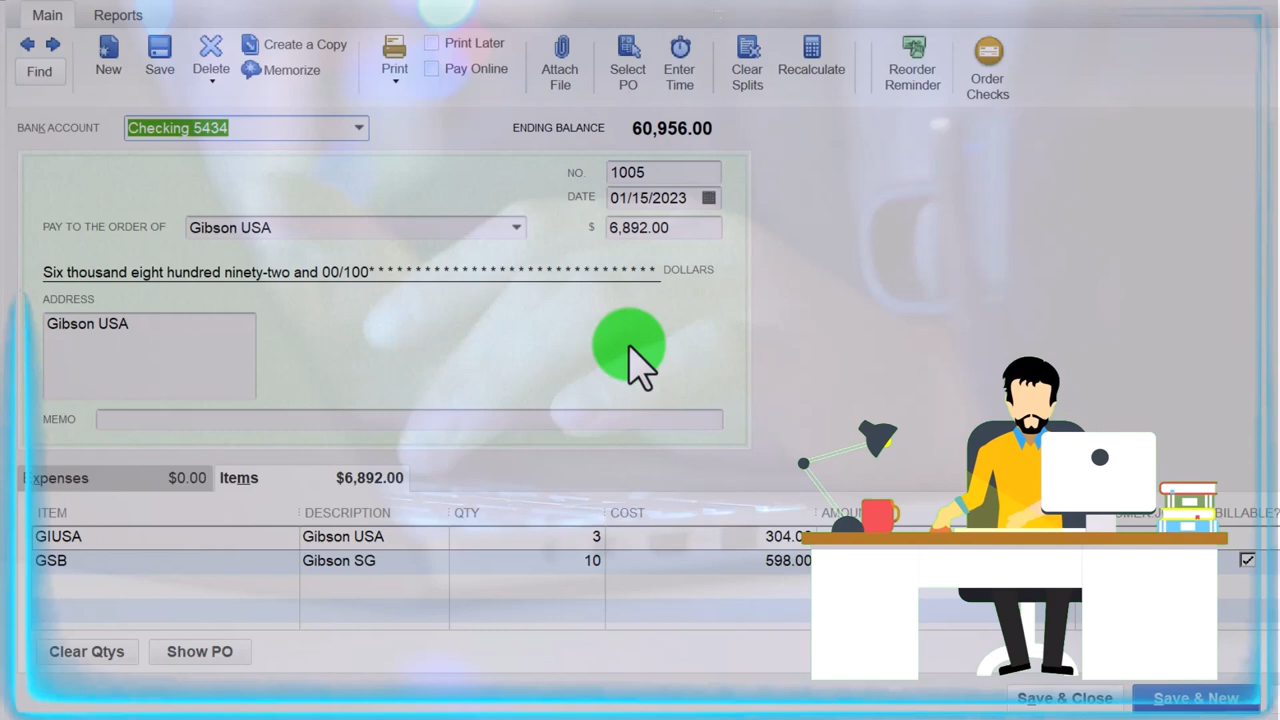 Main Reports
Find New Save Delete Create a Copy Memorize Print Print Later Pay Online Attach File Select PO Enter Time Clear Splits Recalculate Reorder Reminder Order Checks
BANK ACCOUNT Checking 5434 ENDING BALANCE 60,956.00
NO. 1005
DATE 01/15/2023
PAY TO THE ORDER OF Gibson USA $ 6,892.00
Six thousand eight hundred ninety-two and 00/100* * * * * * * * * * * * * * * * * * * * * * * * * * * * * * * DOLLARS
ADDRESS
Gibson USA
MEMO
Expenses $0.00 Items $6,892.00
ITEM DESCRIPTION QTY COST BILLABLE?
GIUSA Gibson USA 3 304.00
GSB Gibson SG 10 598.00
Clear Qtys Show PO
Save & Close Save & New